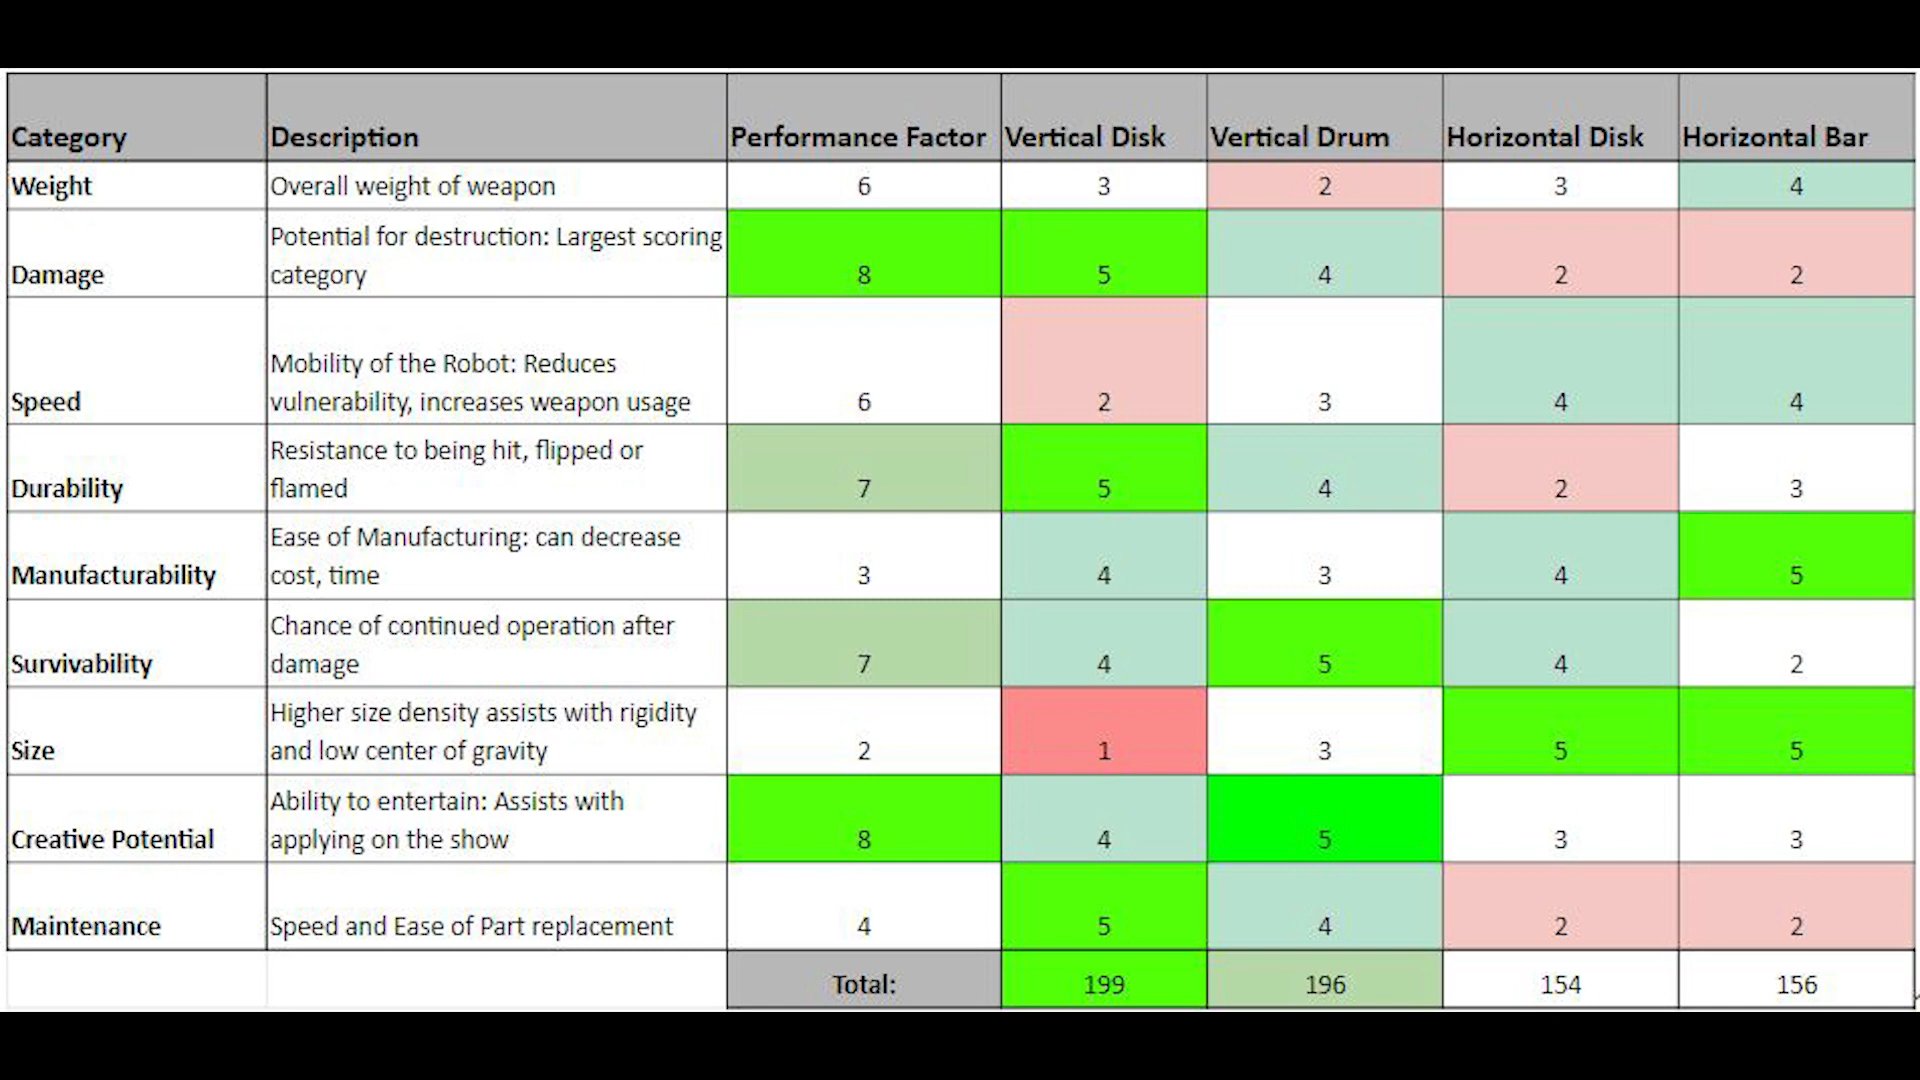 Category Description Performance Factor Vertical Disk Vertical Drum Horizontal Disk Horizontal Bar
Weight Overall weight of weapon 6 3 2 3 4
Potential for destruction: Largest scoring
Damage category 8 5 4 2 2
Mobility of the Robot: Reduces
Speed vulnerability, increases weapon usage 6 2 3 4 4
Resistance to being hit, flipped or
Durability flamed 7 5 4 2 3
Ease of Manufacturing: can decrease
Manufacturability cost, time 3 4 3 4 5
Chance of continued operation after
Survivability damage 7 4 5 4 2
Higher size density assists with rigidity
Size and low center of gravity 2 1 3 5 5
Ability to entertain: Assists with
Creative Potential applying on the show 8 4 5 3 3
Maintenance Speed and Ease of Part replacement 4 5 4 2 2
Total: 199 196 154 156